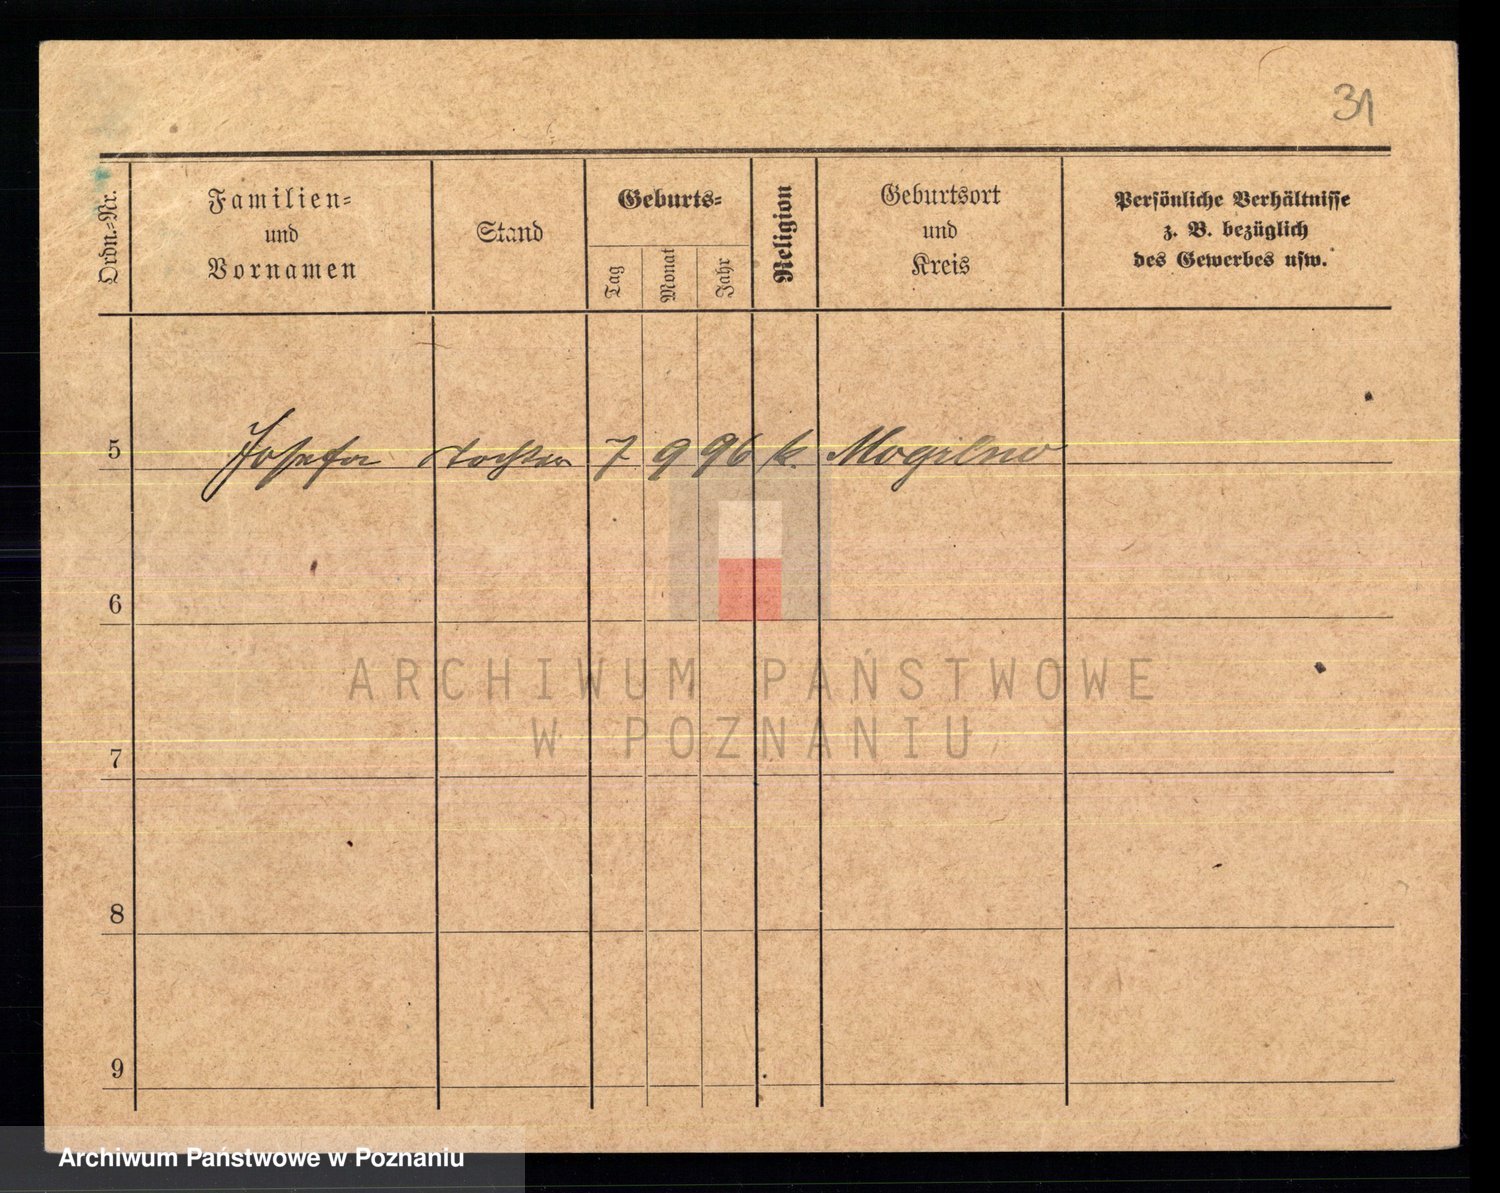 31
Ordn.-Nr.
Familien-
und
Vornamen
Stand
Geburts-
Tag
Monat
Jahr
Religion
Geburtsort
und
Kreis
Persönliche Verhältnisse
z. B. bezüglich
des Gewerbes usw.
5 Josefa Tochter 7 9 96 k. Mogilno
6
ARCHIWUM PAŃSTWOWE
W POZNANIU
7
8
9
Archiwum Państwowe w Poznaniu